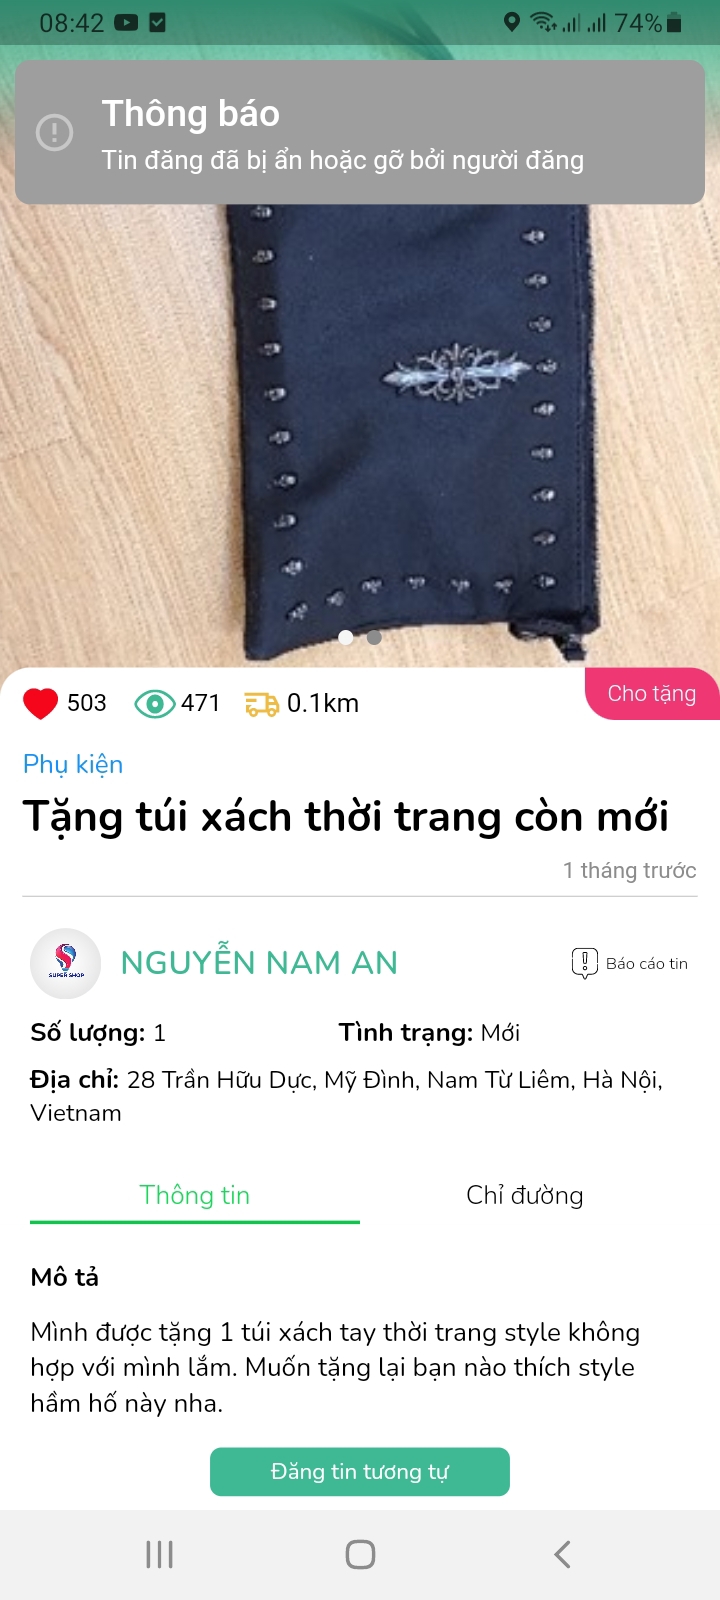 08:42
74%
Thông báo
Tin đăng đã bị ẩn hoặc gỡ bởi người đăng
503
471
0.1km
Cho tặng
Phụ kiện
Tặng túi xách thời trang còn mới
1 tháng trước
SUPER SHOP
NGUYỄN NAM AN
Báo cáo tin
Số lượng: 1
Tình trạng: Mới
Địa chỉ: 28 Trần Hữu Dực, Mỹ Đình, Nam Từ Liêm, Hà Nội,
Vietnam
Thông tin
Chỉ đường
Mô tả
Mình được tặng 1 túi xách tay thời trang style không
hợp với mình lắm. Muốn tặng lại bạn nào thích style
hầm hố này nha.
Đăng tin tương tự